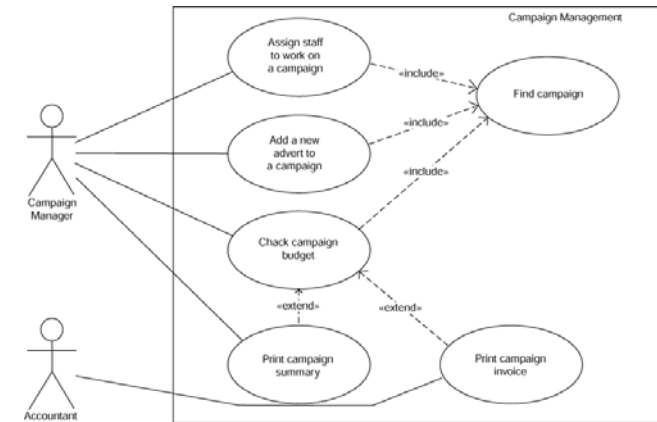 Campaign Management
Assign staff
to work on
a campaign
«include»
Find campaign
«include»
Add a new
advert to
a campaign
«include»
Campaign
Manager
Chack campaign
budget
«extend»
«extend»
Print campaign
summary
Print campaign
invoice
Accountant